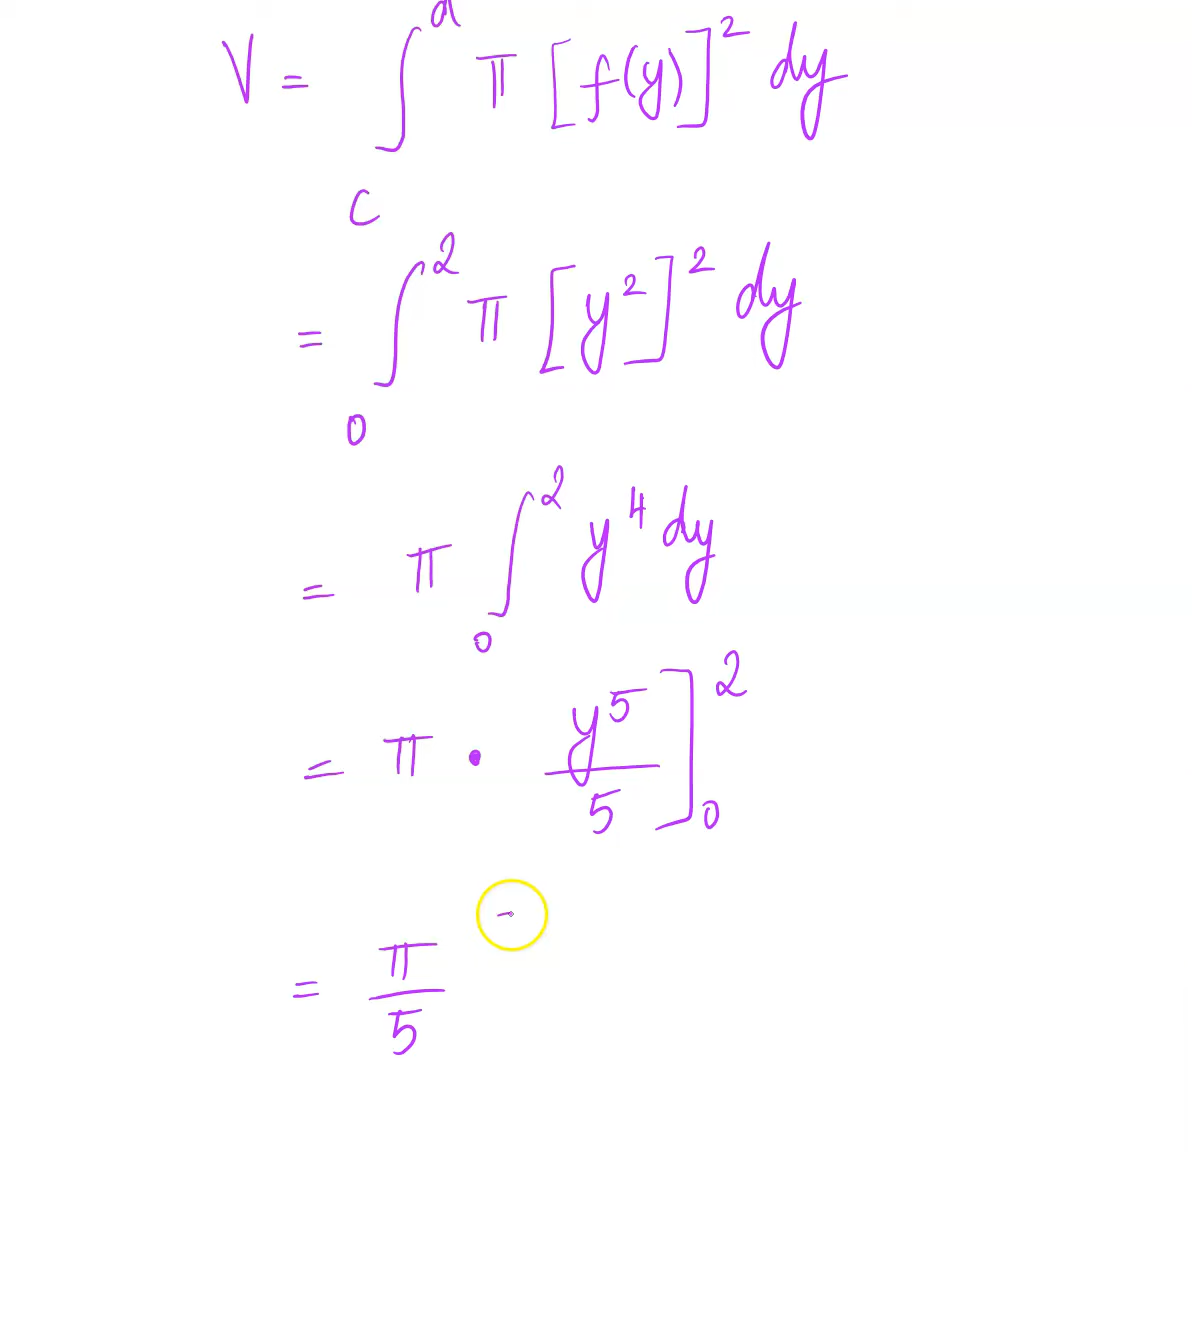 V = ∫_c^d π [f(y)]² dy
= ∫_0^2 π [y²]² dy
= π ∫_0^2 y⁴ dy
= π • y⁵/5 ]_0^2
= π/5